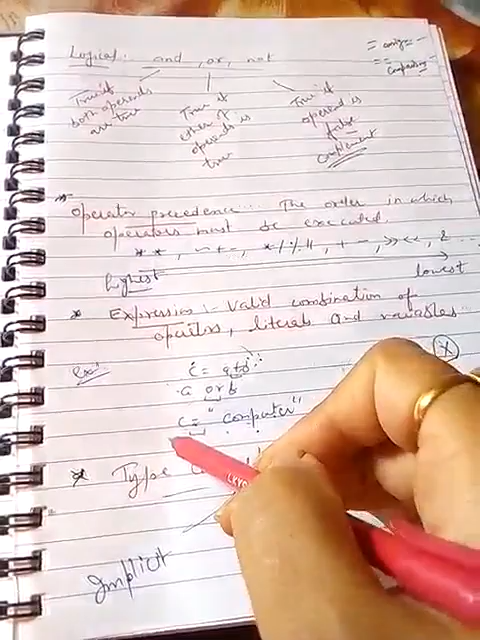 Logical : and , or , not
= assign
== Comparing
True if both operands are true
True if either of operands is true
True if operand is false
Complement
* operator precedence... The order in which
operators must be executed.
**, ~ + -, * / % //, + -, >> <<, & ...
highest
lowest
* Expression :- Valid combination of
operators, literals and variables
ex:
c = a+b
a or b
c = "computer"
X
* Type
Implicit